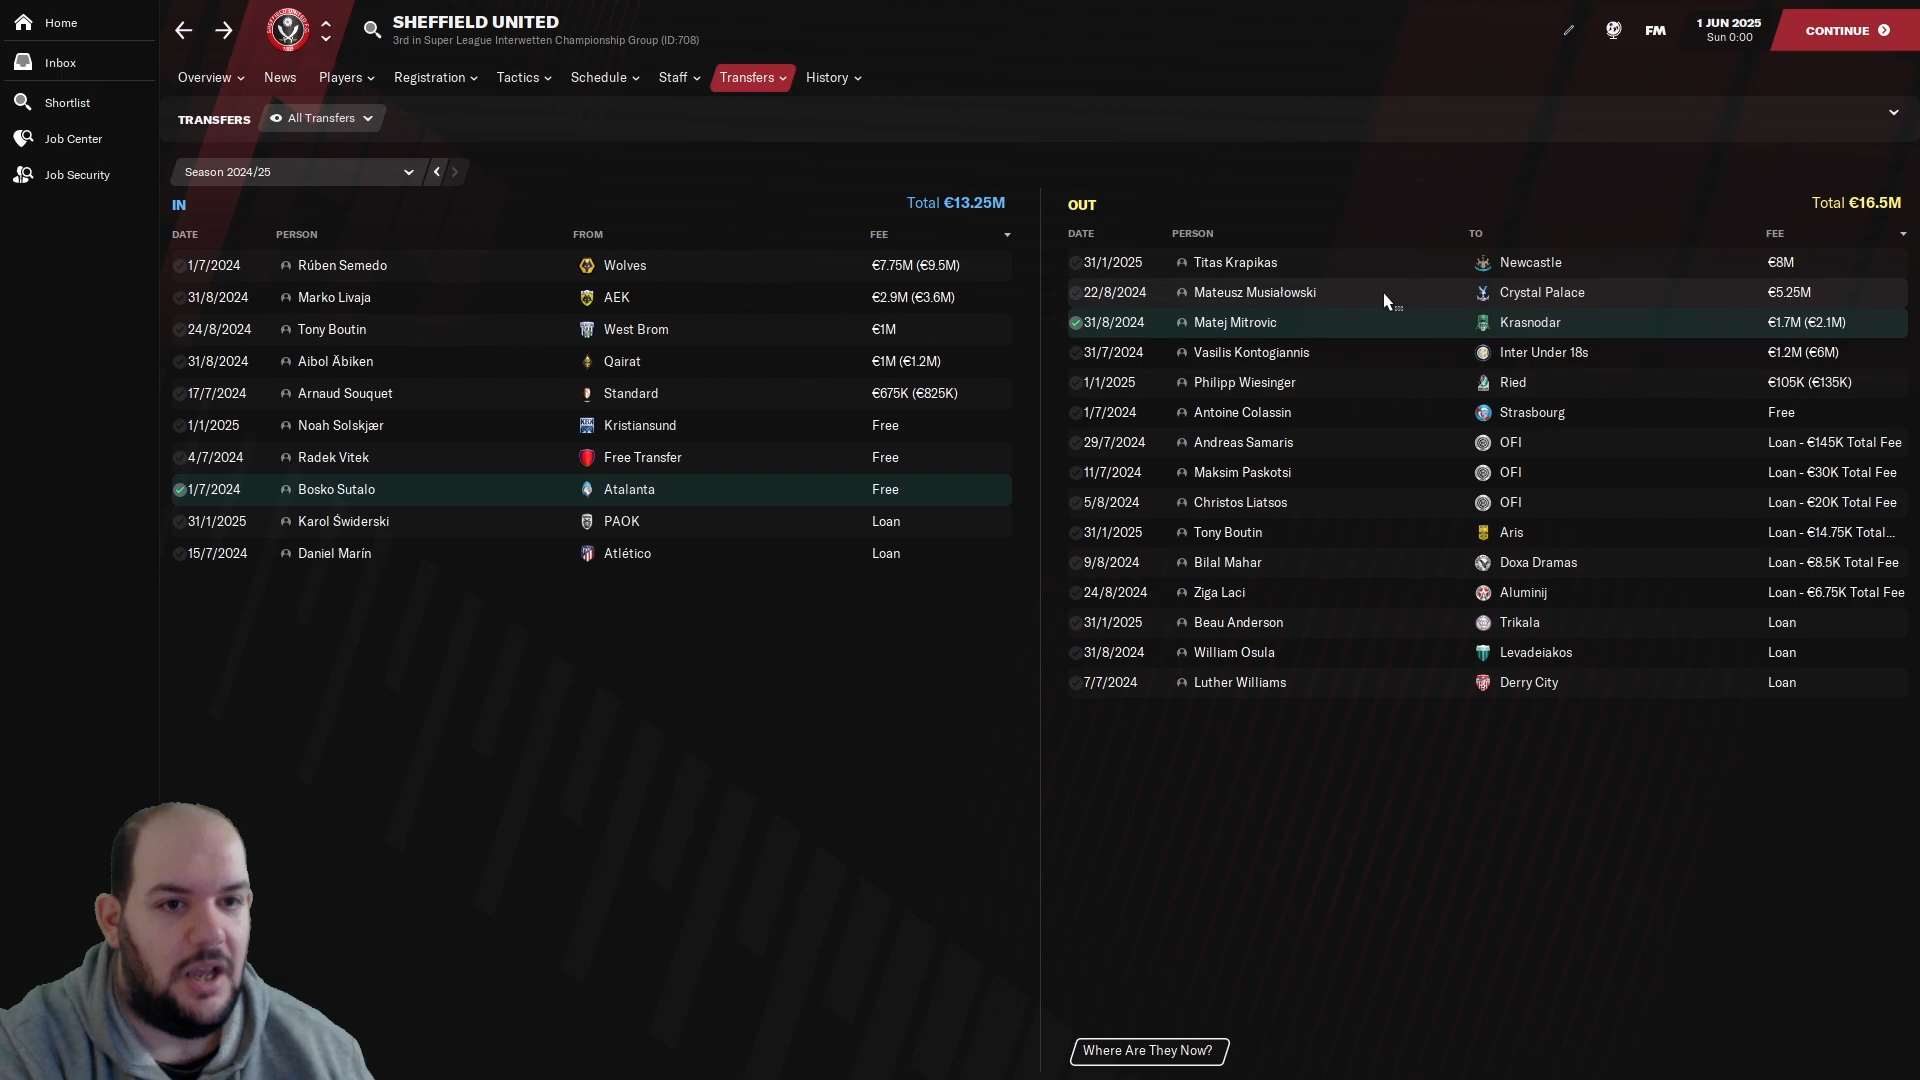 Home
Inbox
Shortlist
Job Center
Job Security
SHEFFIELD UNITED
3rd in Super League Interwetten Championship Group (ID:708)
FM
1 JUN 2025
Sun 0:00
CONTINUE
Overview News Players Registration Tactics Schedule Staff Transfers History
TRANSFERS All Transfers
Season 2024/25
IN Total €13.25M
DATE PERSON FROM FEE
1/7/2024 Rúben Semedo Wolves €7.75M (€9.5M)
31/8/2024 Marko Livaja AEK €2.9M (€3.6M)
24/8/2024 Tony Boutin West Brom €1M
31/8/2024 Aibol Äbiken Qairat €1M (€1.2M)
17/7/2024 Arnaud Souquet Standard €675K (€825K)
1/1/2025 Noah Solskjær Kristiansund Free
4/7/2024 Radek Vitek Free Transfer Free
1/7/2024 Bosko Sutalo Atalanta Free
31/1/2025 Karol Świderski PAOK Loan
15/7/2024 Daniel Marín Atlético Loan
OUT Total €16.5M
DATE PERSON TO FEE
31/1/2025 Titas Krapikas Newcastle €8M
22/8/2024 Mateusz Musiałowski Crystal Palace €5.25M
31/8/2024 Matej Mitrovic Krasnodar €1.7M (€2.1M)
31/7/2024 Vasilis Kontogiannis Inter Under 18s €1.2M (€6M)
1/1/2025 Philipp Wiesinger Ried €105K (€135K)
1/7/2024 Antoine Colassin Strasbourg Free
29/7/2024 Andreas Samaris OFI Loan - €145K Total Fee
11/7/2024 Maksim Paskotsi OFI Loan - €30K Total Fee
5/8/2024 Christos Liatsos OFI Loan - €20K Total Fee
31/1/2025 Tony Boutin Aris Loan - €14.75K Total...
9/8/2024 Bilal Mahar Doxa Dramas Loan - €8.5K Total Fee
24/8/2024 Ziga Laci Aluminij Loan - €6.75K Total Fee
31/1/2025 Beau Anderson Trikala Loan
31/8/2024 William Osula Levadeiakos Loan
7/7/2024 Luther Williams Derry City Loan
Where Are They Now?